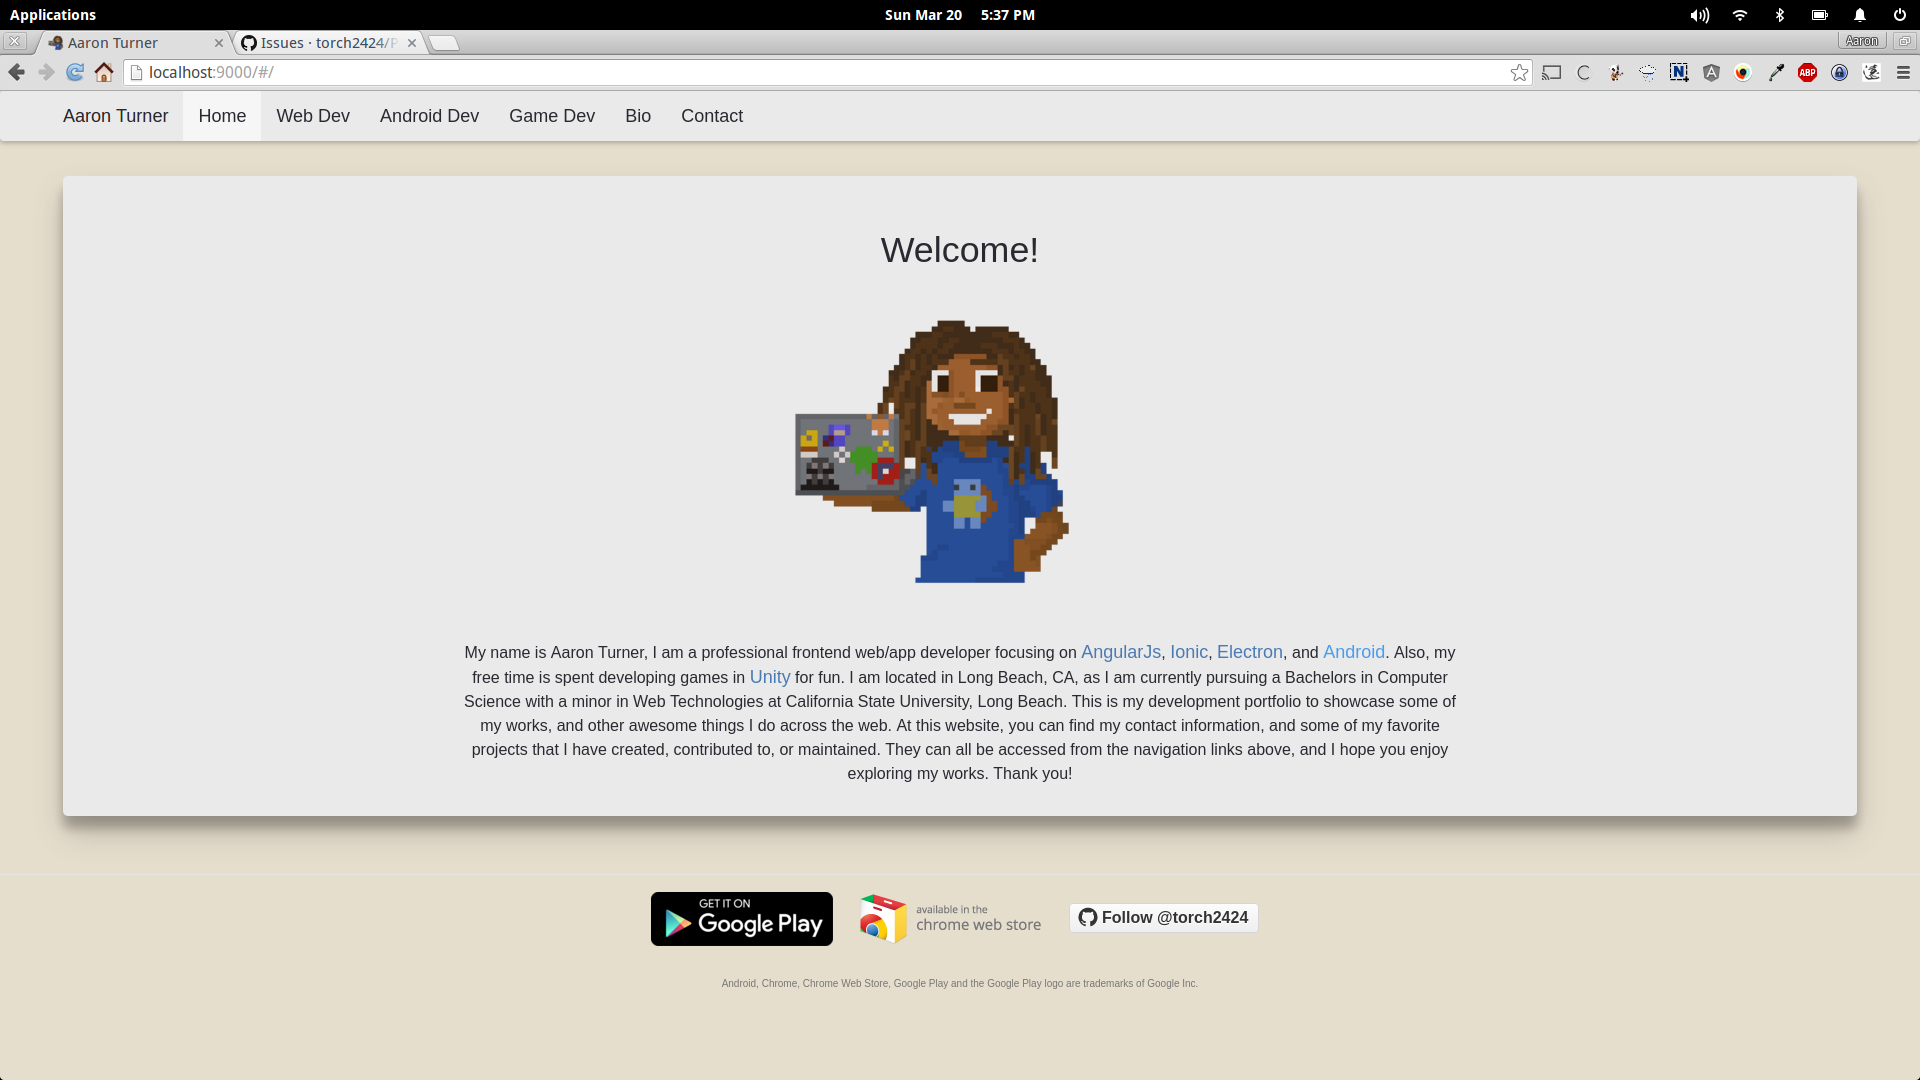 Applications
Sun Mar 20 5:37 PM
Aaron Turner
Issues · torch2424/P
Aaron
localhost:9000/#/
C
N
A
ABP
Aaron Turner Home Web Dev Android Dev Game Dev Bio Contact
Welcome!
My name is Aaron Turner, I am a professional frontend web/app developer focusing on AngularJs, Ionic, Electron, and Android. Also, my
free time is spent developing games in Unity for fun. I am located in Long Beach, CA, as I am currently pursuing a Bachelors in Computer
Science with a minor in Web Technologies at California State University, Long Beach. This is my development portfolio to showcase some of
my works, and other awesome things I do across the web. At this website, you can find my contact information, and some of my favorite
projects that I have created, contributed to, or maintained. They can all be accessed from the navigation links above, and I hope you enjoy
exploring my works. Thank you!
GET IT ON
Google Play
available in the
chrome web store
Follow @torch2424
Android, Chrome, Chrome Web Store, Google Play and the Google Play logo are trademarks of Google Inc.